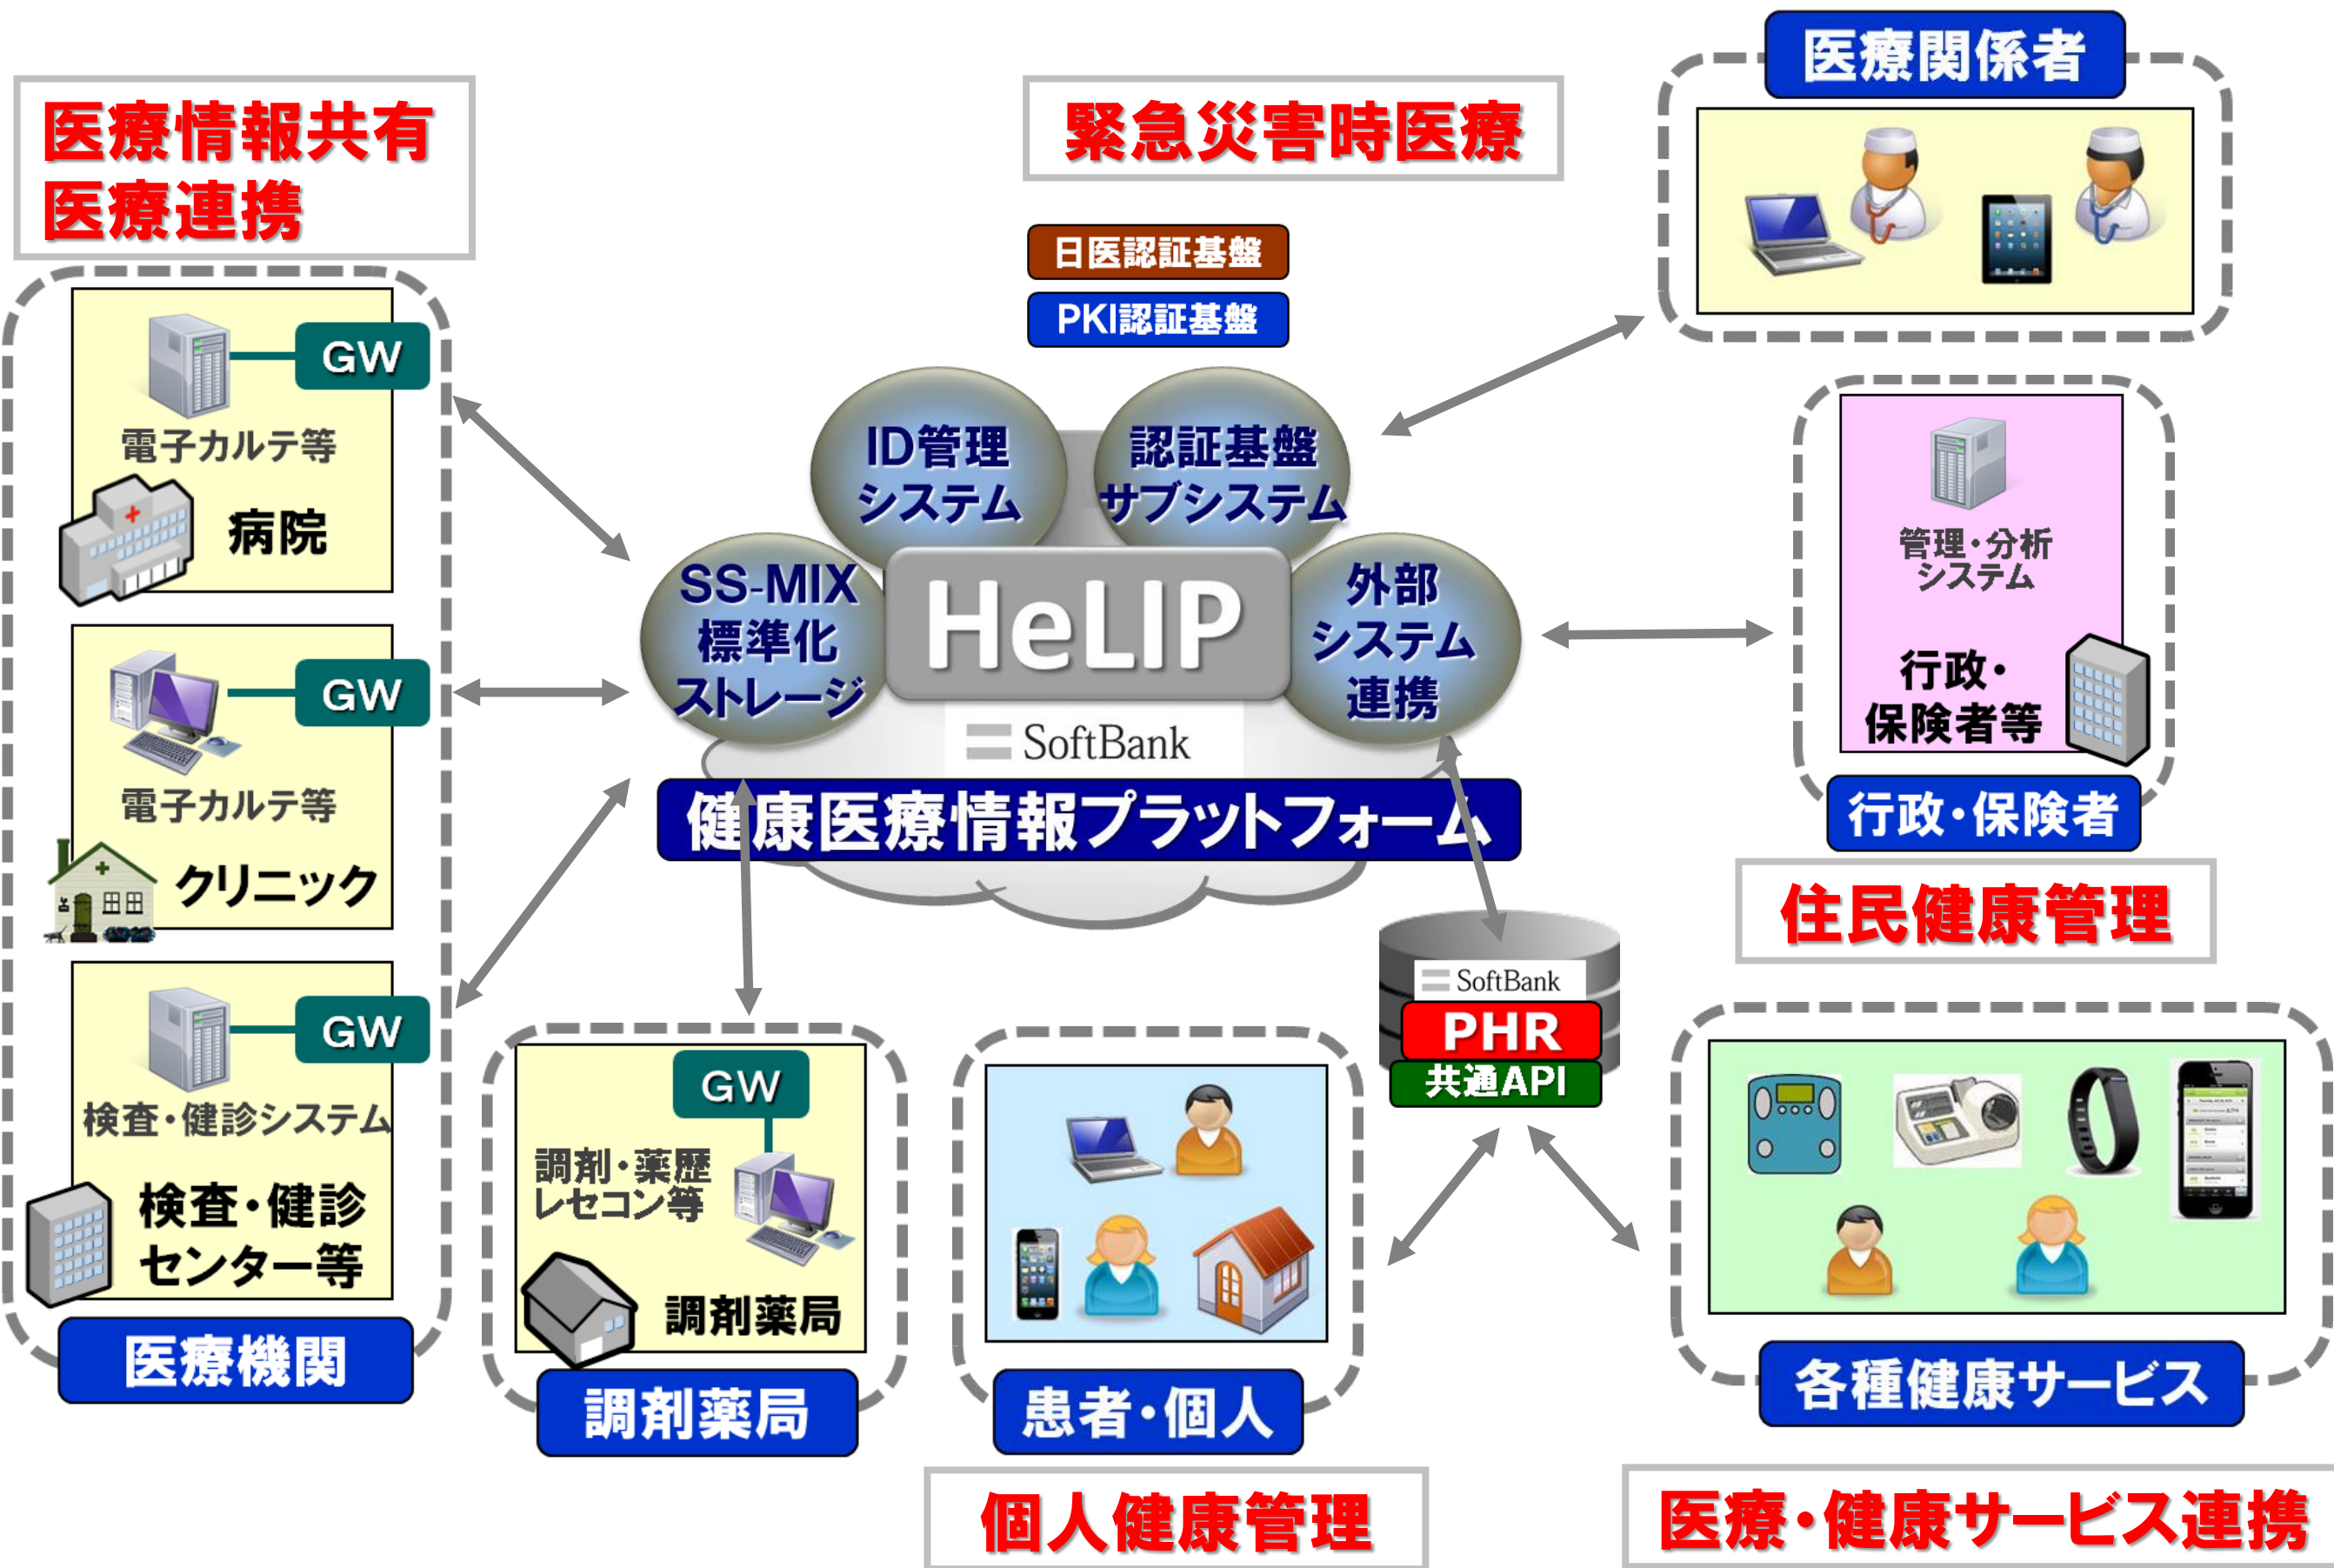 医療情報共有
医療連携
緊急災害時医療
医療関係者
日医認証基盤
PKI認証基盤
GW
電子カルテ等
病院
GW
電子カルテ等
クリニック
GW
検査・健診システム
検査・健診
センター等
医療機関
ID管理
システム
認証基盤
サブシステム
SS-MIX
標準化
ストレージ
HeLIP
外部
システム
連携
SoftBank
健康医療情報プラットフォーム
管理・分析
システム
行政・
保険者等
行政・保険者
住民健康管理
SoftBank
PHR
共通API
GW
調剤・薬歴
レセコン等
調剤薬局
調剤薬局
患者・個人
個人健康管理
各種健康サービス
医療・健康サービス連携